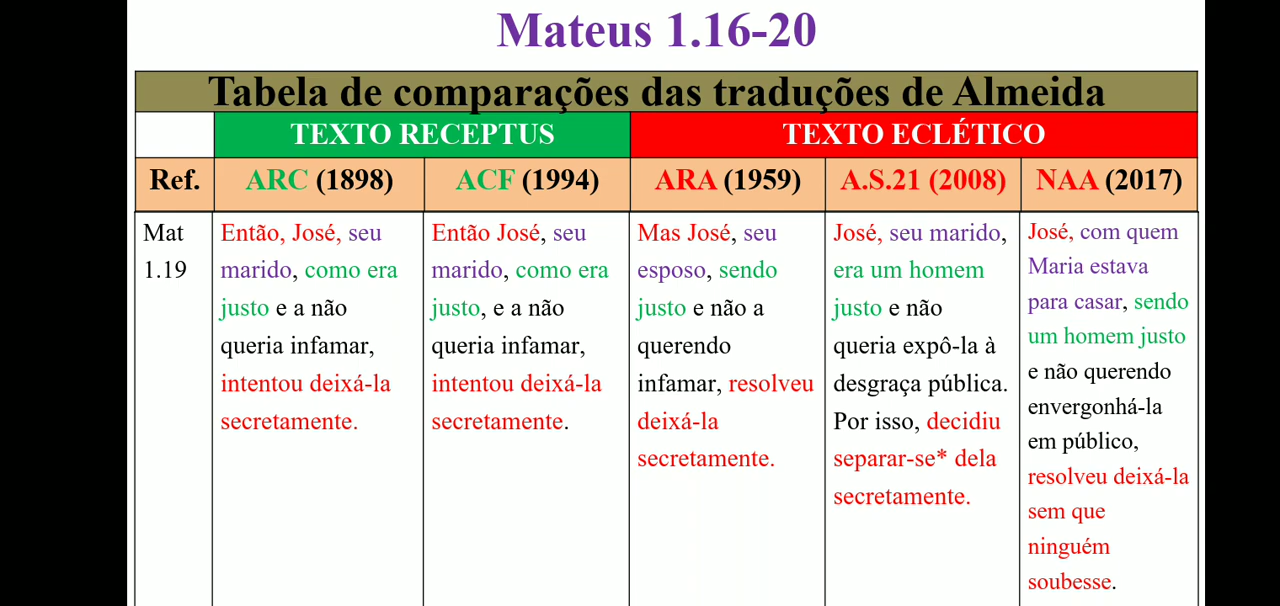 Mateus 1.16-20
Tabela de comparações das traduções de Almeida
TEXTO RECEPTUS
TEXTO ECLÉTICO
Ref.
ARC (1898)
ACF (1994)
ARA (1959)
A.S.21 (2008)
NAA (2017)
Mat
1.19
Então, José, seu
marido, como era
justo e a não
queria infamar,
intentou deixá-la
secretamente.
Então José, seu
marido, como era
justo, e a não
queria infamar,
intentou deixá-la
secretamente.
Mas José, seu
esposo, sendo
justo e não a
querendo
infamar, resolveu
deixá-la
secretamente.
José, seu marido,
era um homem
justo e não
queria expô-la à
desgraça pública.
Por isso, decidiu
separar-se* dela
secretamente.
José, com quem
Maria estava
para casar, sendo
um homem justo
e não querendo
envergonhá-la
em público,
resolveu deixá-la
sem que
ninguém
soubesse.